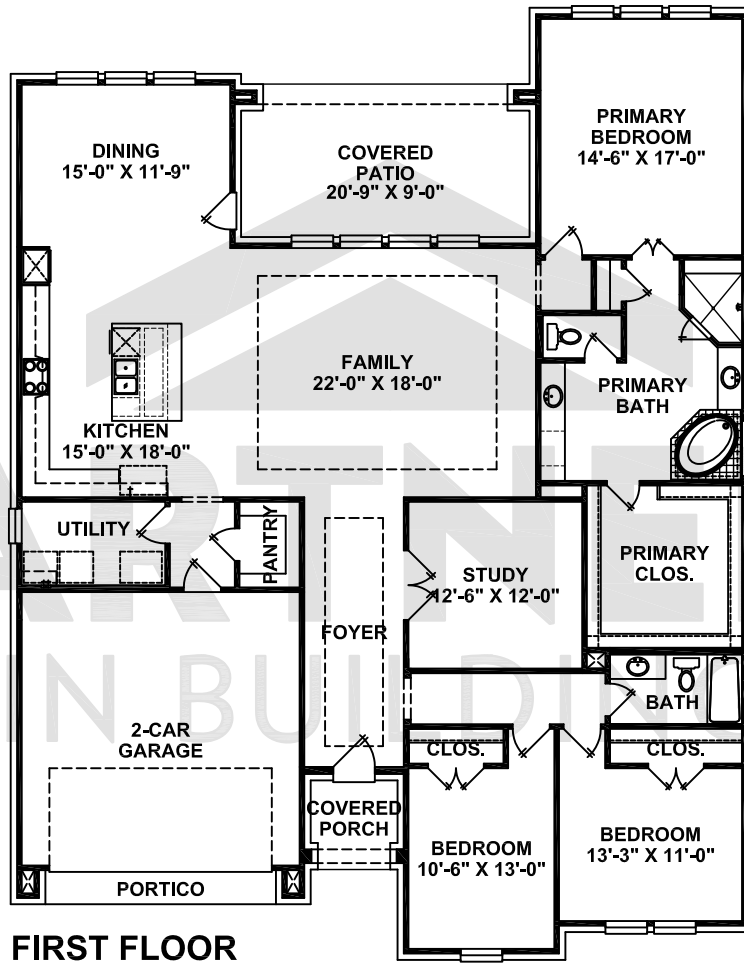 PRIMARY
BEDROOM
14'-6" X 17'-0"
DINING
15'-0" X 11'-9"
COVERED
PATIO
20'-9" X 9'-0"
FAMILY
22'-0" X 18'-0"
PRIMARY
BATH
KITCHEN
15'-0" X 18'-0"
UTILITY
PANTRY
STUDY
12'-6" X 12'-0"
PRIMARY
CLOS.
FOYER
BATH
2-CAR
GARAGE
CLOS.
CLOS.
COVERED
PORCH
BEDROOM
10'-6" X 13'-0"
BEDROOM
13'-3" X 11'-0"
PORTICO
FIRST FLOOR
ARTNE
IN BUILDING